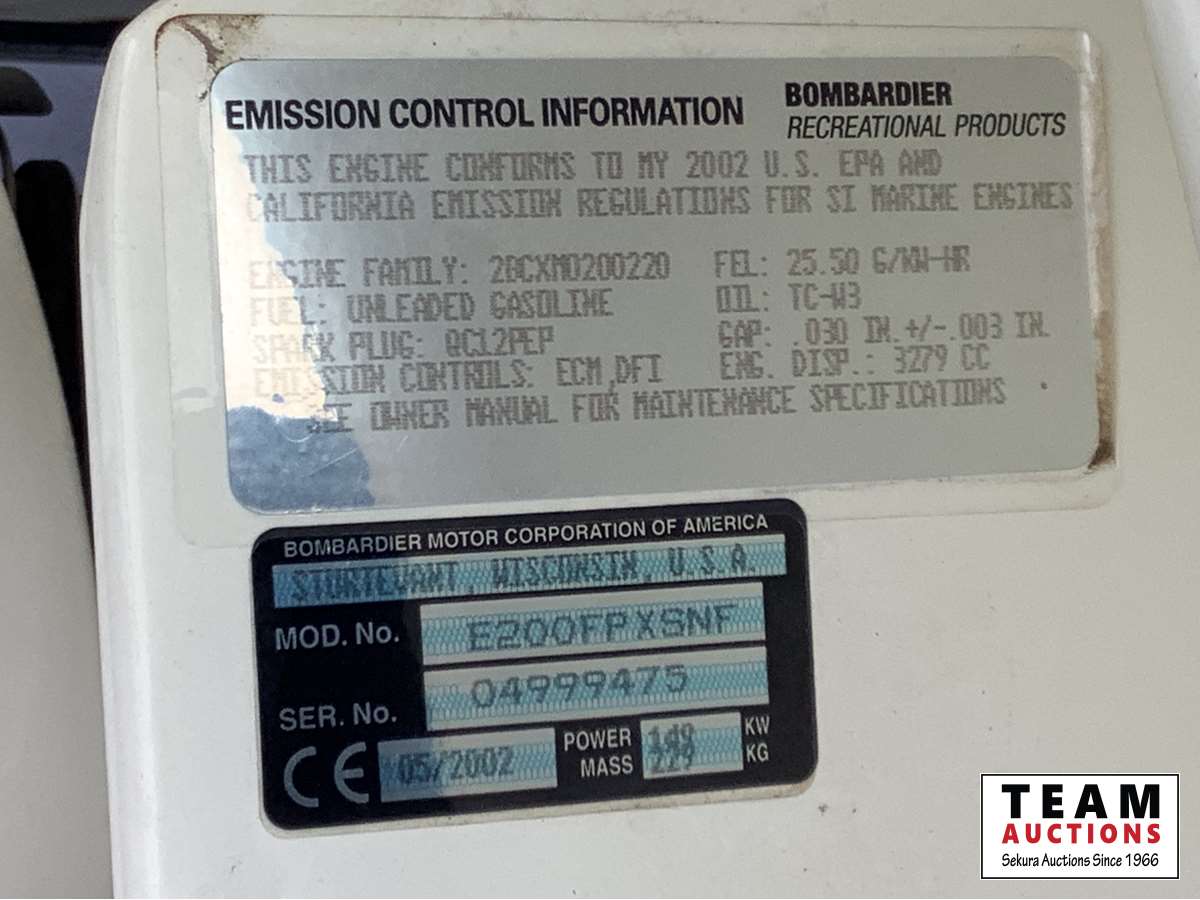 EMISSION CONTROL INFORMATION
BOMBARDIER
RECREATIONAL PRODUCTS
THIS ENGINE CONFORMS TO MY 2002 U.S. EPA AND
CALIFORNIA EMISSION REGULATIONS FOR SI MARINE ENGINES
ENGINE FAMILY: 2BCXM0200220 FEL: 25.50 G/KW-HR
FUEL: UNLEADED GASOLINE OIL: TC-W3
SPARK PLUG: QC12PEP GAP: .030 IN.+/-.003 IN.
EMISSION CONTROLS: ECM,DFI ENG. DISP.: 3279 CC
SEE OWNER MANUAL FOR MAINTENANCE SPECIFICATIONS
BOMBARDIER MOTOR CORPORATION OF AMERICA
STURTEVANT, WISCONSIN, U.S.A.
MOD. No. E200FPXSNF
SER. No. 04999475
CE 05/2002 POWER 149 KW
MASS 229 KG
TEAM
AUCTIONS
Sekura Auctions Since 1966